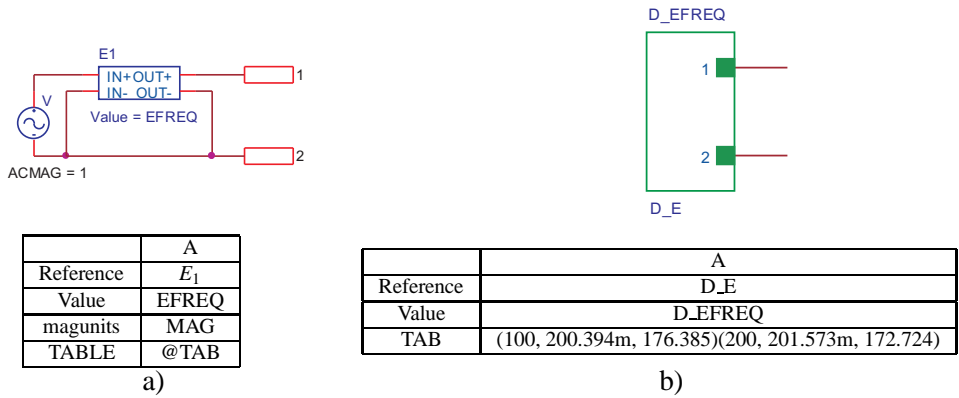 E1
IN+OUT+
IN- OUT-
Value = EFREQ
V
ACMAG = 1
1
2
D_EFREQ
1
2
D_E
A
Reference E1
Value EFREQ
magunits MAG
TABLE @TAB
a)
A
Reference D_E
Value D_EFREQ
TAB (100, 200.394m, 176.385)(200, 201.573m, 172.724)
b)